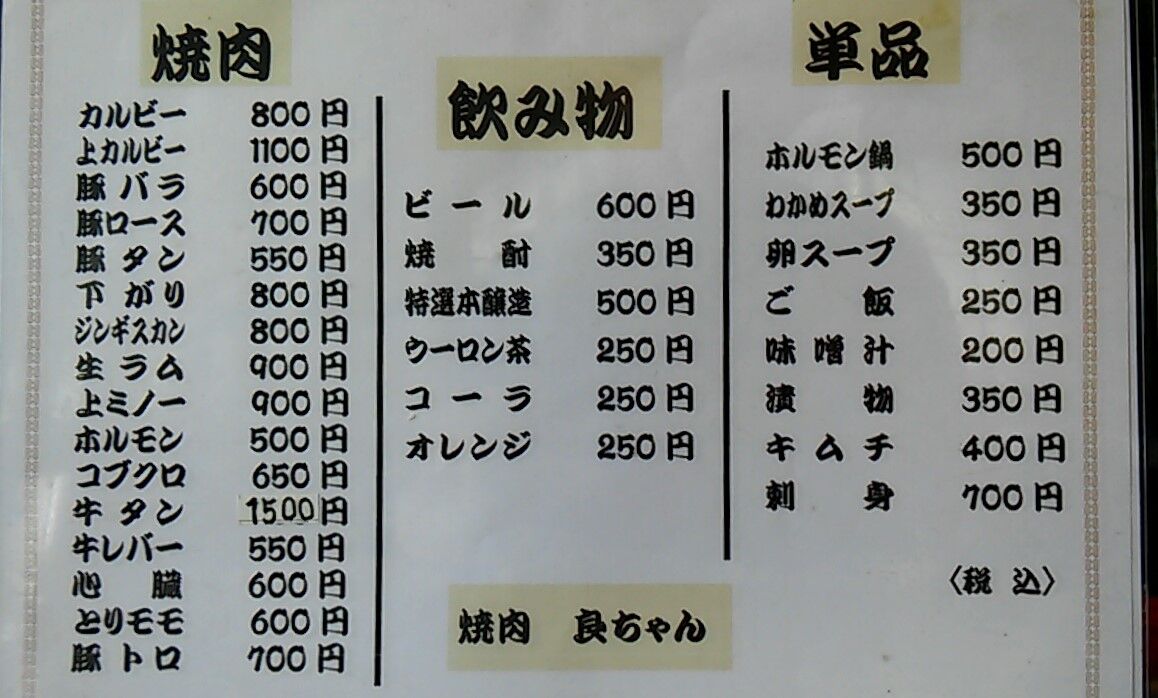 焼肉
カルビー 800円
上カルビー 1100円
豚バラ 600円
豚ロース 700円
豚タン 550円
下がり 800円
ジンギスカン 800円
生ラム 900円
上ミノー 900円
ホルモン 500円
コブクロ 650円
牛タン 1500円
牛レバー 550円
心臓 600円
とりモモ 600円
豚トロ 700円
飲み物
ビール 600円
焼酎 350円
特選本醸造 500円
ウーロン茶 250円
コーラ 250円
オレンジ 250円
単品
ホルモン鍋 500円
わかめスープ 350円
卵スープ 350円
ご飯 250円
味噌汁 200円
漬物 350円
キムチ 400円
刺身 700円
〈税込〉
焼肉 良ちゃん